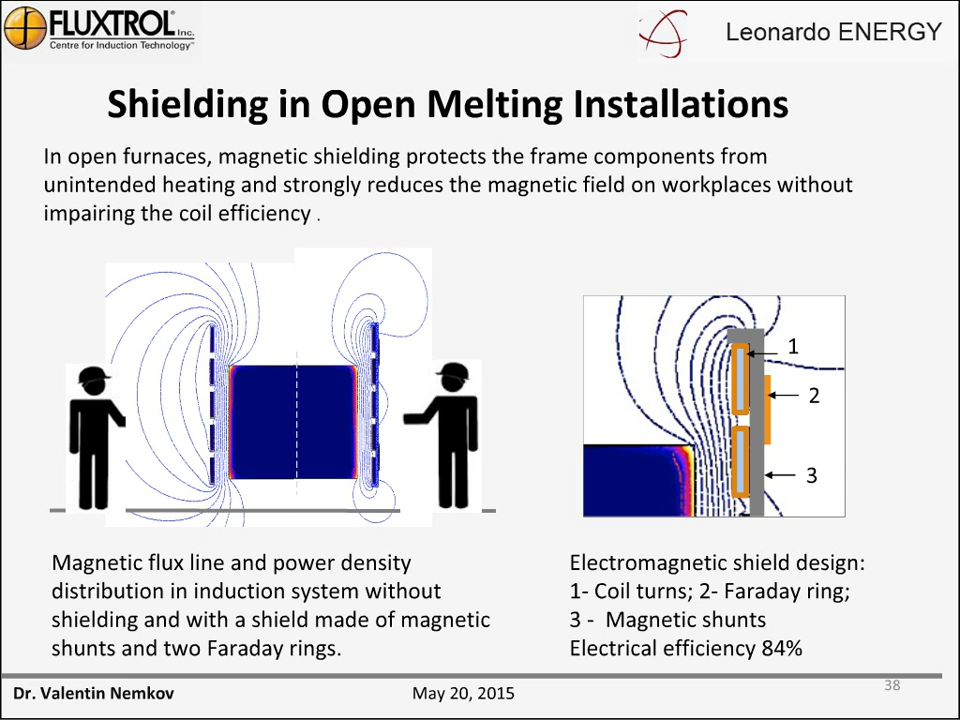 FLUXTROL® Inc.
Centre for Induction Technology™
Leonardo ENERGY
Shielding in Open Melting Installations
In open furnaces, magnetic shielding protects the frame components from
unintended heating and strongly reduces the magnetic field on workplaces without
impairing the coil efficiency .
1
2
3
Magnetic flux line and power density
distribution in induction system without
shielding and with a shield made of magnetic
shunts and two Faraday rings.
Electromagnetic shield design:
1- Coil turns; 2- Faraday ring;
3 -  Magnetic shunts
Electrical efficiency 84%
Dr. Valentin Nemkov
May 20, 2015
38